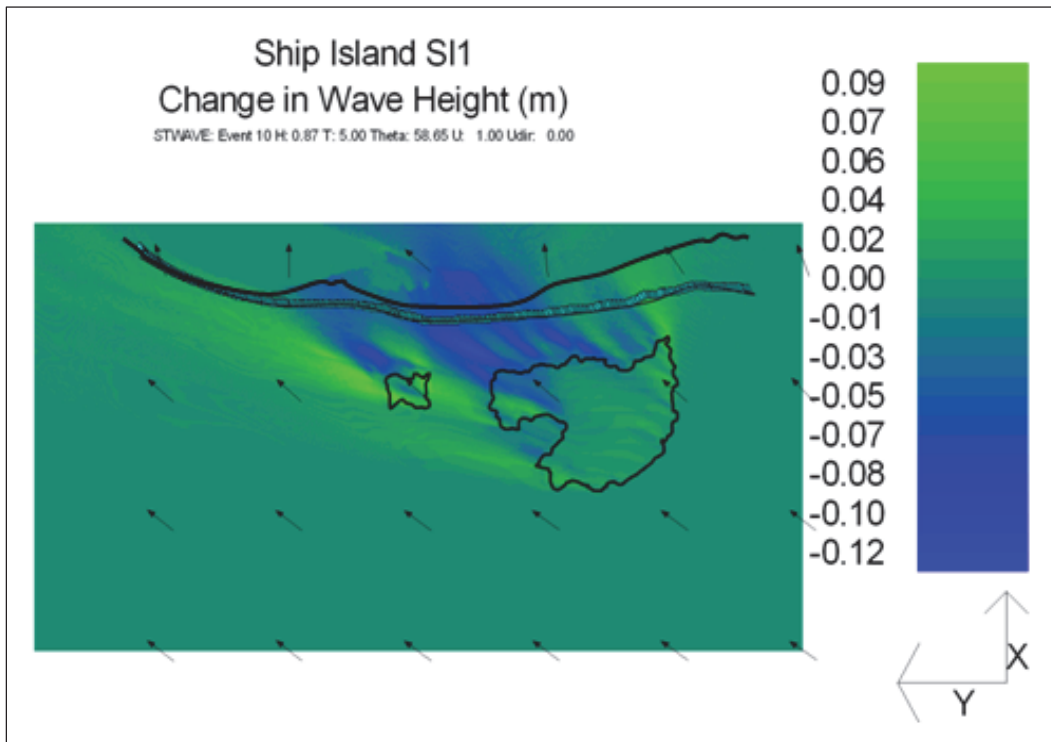 Ship Island SI1
Change in Wave Height (m)
STWAVE: Event 10 H: 0.87 T: 5.00 Theta: 58.65 U: 1.00 Udir: 0.00
0.09
0.07
0.06
0.04
0.02
0.00
-0.01
-0.03
-0.05
-0.07
-0.08
-0.10
-0.12
X
Y